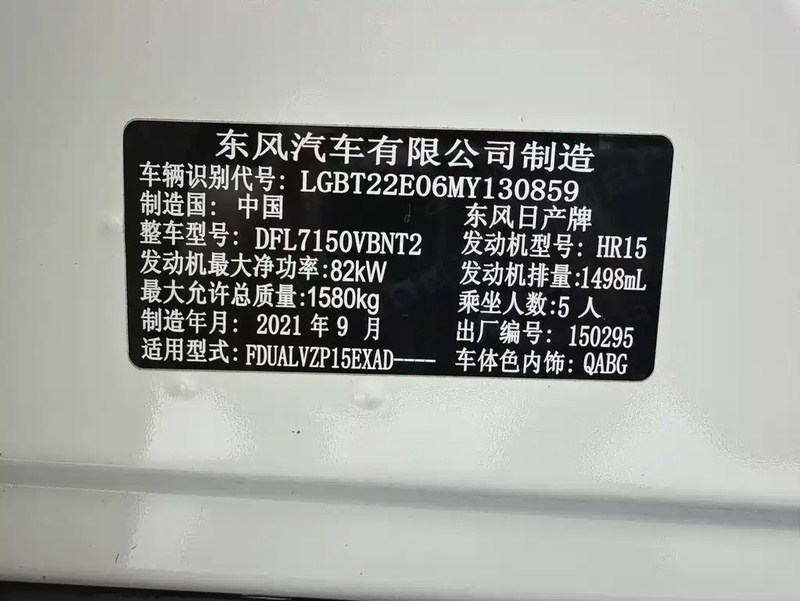 东风汽车有限公司制造
车辆识别代号: LGBT22E06MY130859
制造国: 中国 东风日产牌
整车型号: DFL7150VBNT2 发动机型号: HR15
发动机最大净功率:82kW 发动机排量:1498mL
最大允许总质量:1580kg 乘坐人数:5 人
制造年月: 2021 年 9 月 出厂编号: 150295
适用型式: FDUALVZP15EXAD---- 车体色内饰: QABG